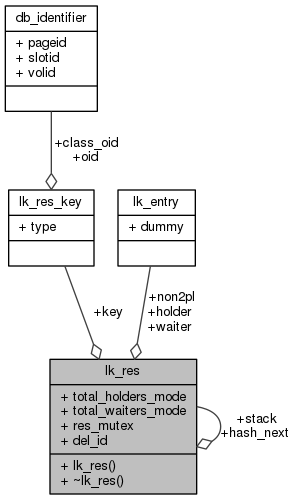 db_identifier
+ pageid
+ slotid
+ volid
+class_oid
+oid
lk_res_key
+ type
lk_entry
+ dummy
+key
+non2pl
+holder
+waiter
lk_res
+ total_holders_mode
+ total_waiters_mode
+ res_mutex
+ del_id
+ lk_res()
+ ~lk_res()
+stack
+hash_next